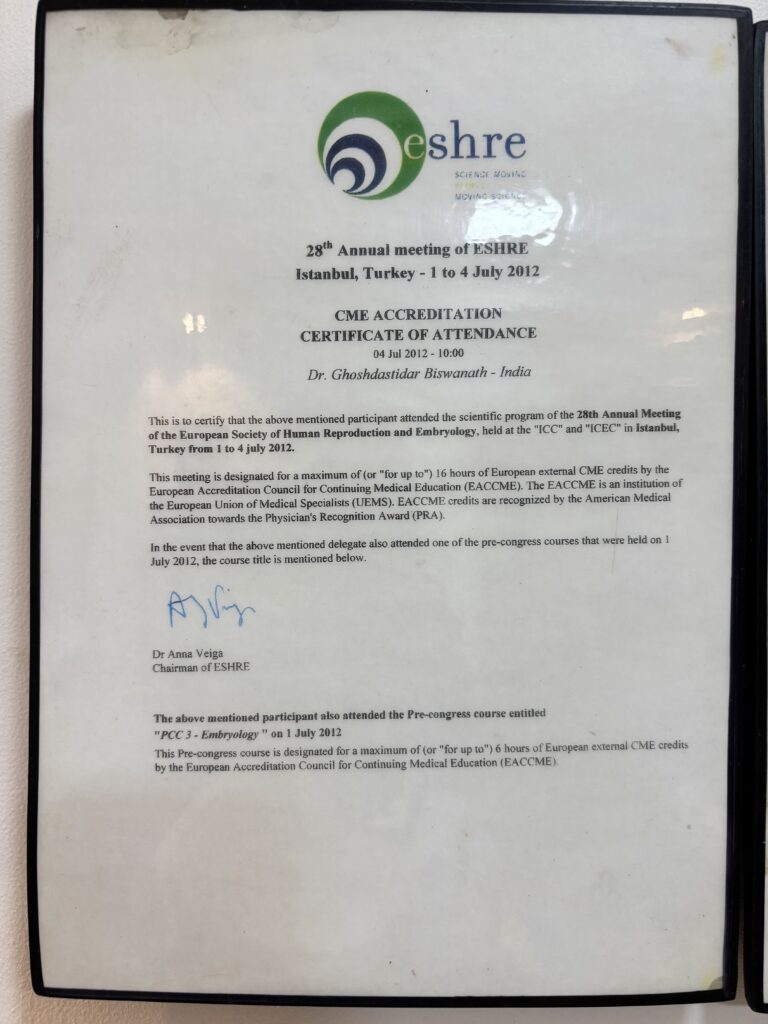 eshre
SCIENCE MOVING
MOVING SCIENCE
28th Annual meeting of ESHRE
Istanbul, Turkey - 1 to 4 July 2012
CME ACCREDITATION
CERTIFICATE OF ATTENDANCE
04 Jul 2012 - 10:00
Dr. Ghoshdastidar Biswanath - India
This is to certify that the above mentioned participant attended the scientific program of the 28th Annual Meeting
of the European Society of Human Reproduction and Embryology, held at the "ICC" and "ICEC" in Istanbul,
Turkey from 1 to 4 july 2012.
This meeting is designated for a maximum of (or "for up to") 16 hours of European external CME credits by the
European Accreditation Council for Continuing Medical Education (EACCME). The EACCME is an institution of
the European Union of Medical Specialists (UEMS). EACCME credits are recognized by the American Medical
Association towards the Physician's Recognition Award (PRA).
In the event that the above mentioned delegate also attended one of the pre-congress courses that were held on 1
July 2012, the course title is mentioned below.
Dr Anna Veiga
Chairman of ESHRE
The above mentioned participant also attended the Pre-congress course entitled
"PCC 3 - Embryology " on 1 July 2012
This Pre-congress course is designated for a maximum of (or "for up to") 6 hours of European external CME credits
by the European Accreditation Council for Continuing Medical Education (EACCME)